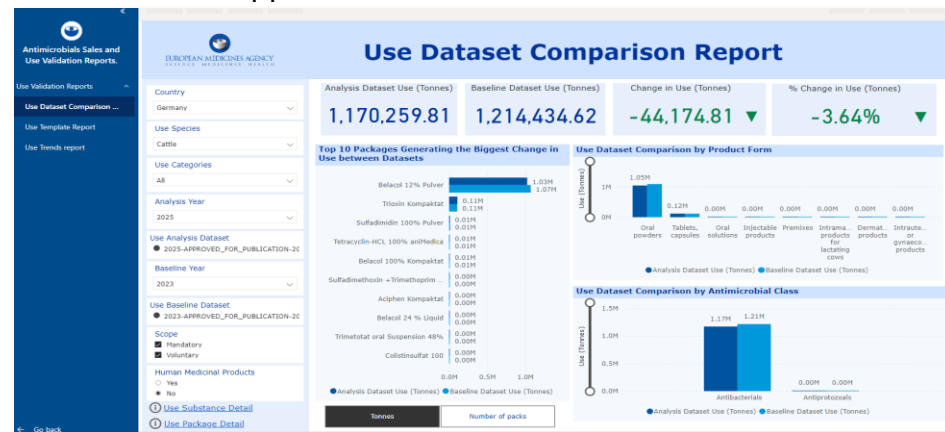 Antimicrobials Sales and
Use Validation Reports.
Use Validation Reports
Use Dataset Comparison ...
Use Template Report
Use Trends report
Go back
EUROPEAN MEDICINES AGENCY
SCIENCE MEDICINES HEALTH
Use Dataset Comparison Report
Country
Germany
Use Species
Cattle
Use Categories
All
Analysis Year
2025
Use Analysis Dataset
2025-APPROVED_FOR_PUBLICATION-20
Baseline Year
2023
Use Baseline Dataset
2023-APPROVED_FOR_PUBLICATION-20
Scope
Mandatory
Voluntary
Human Medicinal Products
Yes
No
Use Substance Detail
Use Package Detail
Analysis Dataset Use (Tonnes)
1,170,259.81
Baseline Dataset Use (Tonnes)
1,214,434.62
Change in Use (Tonnes)
-44,174.81 ▼
% Change in Use (Tonnes)
-3.64% ▼
Top 10 Packages Generating the Biggest Change in
Use between Datasets
Belacol 12% Pulver 1.03M
1.07M
Trioxin Kompaktat 0.11M
0.11M
Sulfadimidin 100% Pulver 0.01M
0.01M
Tetracyclin-HCL 100% aniMedica 0.01M
0.01M
Belacol 100% Kompaktat 0.01M
0.01M
Sulfadimethoxin +Trimethoprim ... 0.00M
0.00M
Aciphen Kompaktat 0.00M
0.00M
Belacol 24 % Liquid 0.00M
0.00M
Trimetotat oral Suspension 48% 0.00M
0.00M
Colistinsulfat 100 0.00M
0.00M
0.0M 0.5M 1.0M
Analysis Dataset Use (Tonnes) Baseline Dataset Use (Tonnes)
Tonnes
Number of packs
Use Dataset Comparison by Product Form
Use (Tonnes)
1M
0M
1.05M 0.12M 0.00M 0.00M 0.00M 0.00M 0.00M 0.00M
Oral
powders
Tablets,
capsules
Oral
solutions
Injectable
products
Premixes
Intrama...
products
for
lactating
cows
Dermat...
products
Intraute...
or
gynaeco...
products
Analysis Dataset Use (Tonnes) Baseline Dataset Use (Tonnes)
Use Dataset Comparison by Antimicrobial Class
Use (Tonnes)
1.5M
1.0M
0.5M
0.0M
1.17M 1.21M
0.00M 0.00M
Antibacterials Antiprotozoals
Analysis Dataset Use (Tonnes) Baseline Dataset Use (Tonnes)